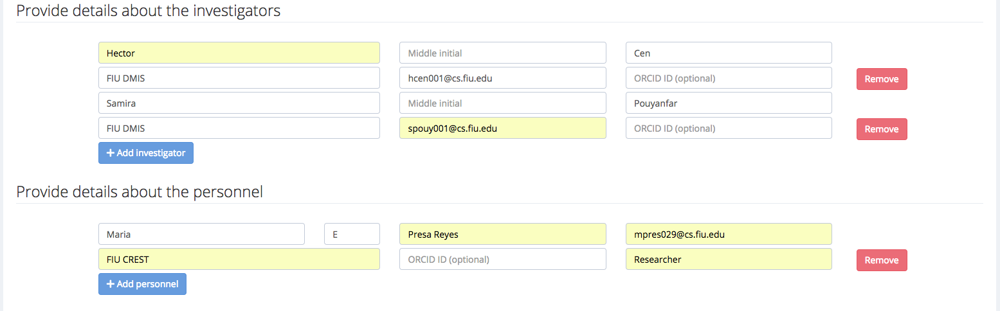 Provide details about the investigators
Hector Middle initial Cen
FIU DMIS hcen001@cs.fiu.edu ORCID ID (optional) Remove
Samira Middle initial Pouyanfar
FIU DMIS spouy001@cs.fiu.edu ORCID ID (optional) Remove
+ Add investigator
Provide details about the personnel
Maria E Presa Reyes mpres029@cs.fiu.edu
FIU CREST ORCID ID (optional) Researcher Remove
+ Add personnel